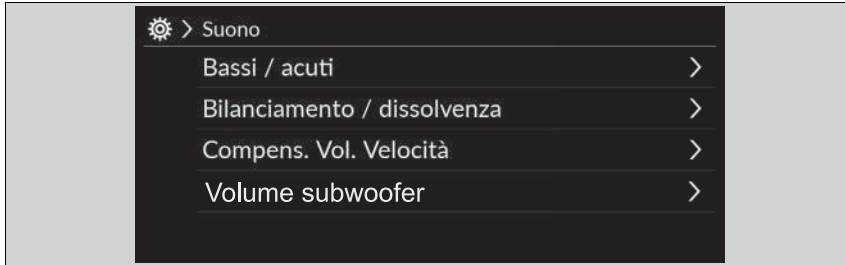 Suono
Bassi / acuti
Bilanciamento / dissolvenza
Compens. Vol. Velocità
Volume subwoofer